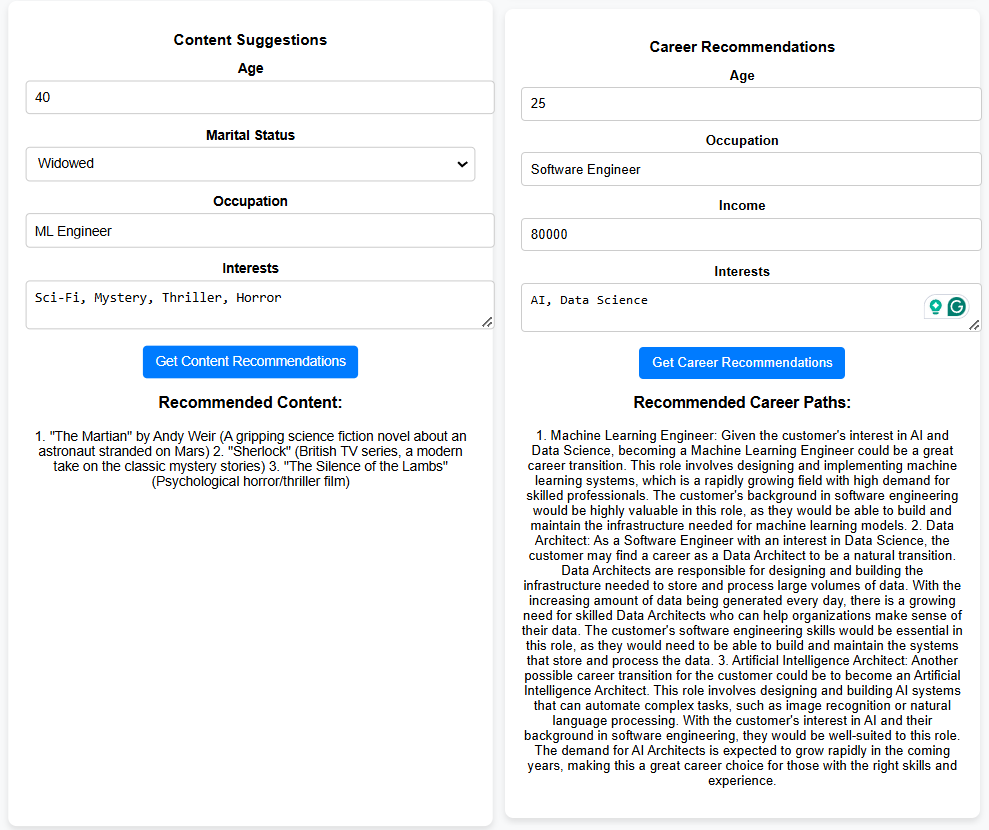 Content Suggestions
Age
40
Marital Status
Widowed
Occupation
ML Engineer
Interests
Sci-Fi, Mystery, Thriller, Horror
Get Content Recommendations
Recommended Content:
1. "The Martian" by Andy Weir (A gripping science fiction novel about an
astronaut stranded on Mars) 2. "Sherlock" (British TV series, a modern
take on the classic mystery stories) 3. "The Silence of the Lambs"
(Psychological horror/thriller film)
Career Recommendations
Age
25
Occupation
Software Engineer
Income
80000
Interests
AI, Data Science
Get Career Recommendations
Recommended Career Paths:
1. Machine Learning Engineer: Given the customer's interest in AI and
Data Science, becoming a Machine Learning Engineer could be a great
career transition. This role involves designing and implementing machine
learning systems, which is a rapidly growing field with high demand for
skilled professionals. The customer's background in software engineering
would be highly valuable in this role, as they would be able to build and
maintain the infrastructure needed for machine learning models. 2. Data
Architect: As a Software Engineer with an interest in Data Science, the
customer may find a career as a Data Architect to be a natural transition.
Data Architects are responsible for designing and building the
infrastructure needed to store and process large volumes of data. With the
increasing amount of data being generated every day, there is a growing
need for skilled Data Architects who can help organizations make sense of
their data. The customer's software engineering skills would be essential in
this role, as they would need to be able to build and maintain the systems
that store and process the data. 3. Artificial Intelligence Architect: Another
possible career transition for the customer could be to become an Artificial
Intelligence Architect. This role involves designing and building AI systems
that can automate complex tasks, such as image recognition or natural
language processing. With the customer's interest in AI and their
background in software engineering, they would be well-suited to this role.
The demand for AI Architects is expected to grow rapidly in the coming
years, making this a great career choice for those with the right skills and
experience.